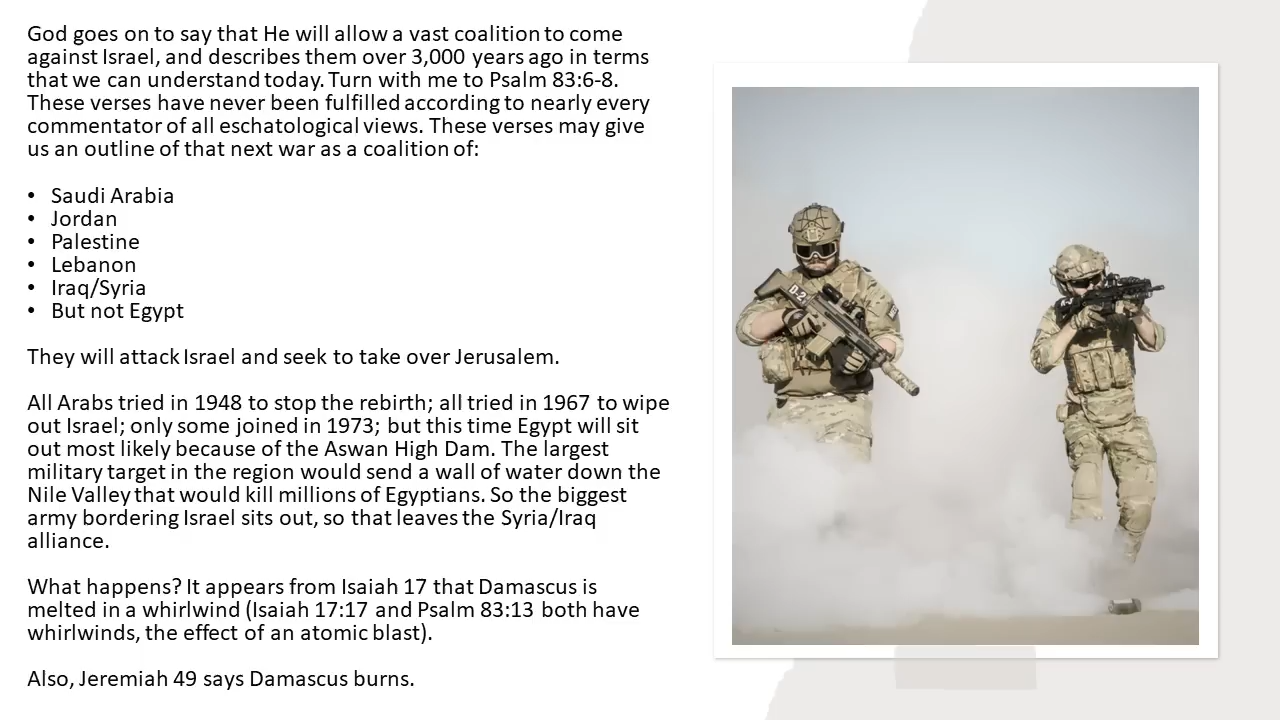 God goes on to say that He will allow a vast coalition to come
against Israel, and describes them over 3,000 years ago in terms
that we can understand today. Turn with me to Psalm 83:6-8.
These verses have never been fulfilled according to nearly every
commentator of all eschatological views. These verses may give
us an outline of that next war as a coalition of:
• Saudi Arabia
• Jordan
• Palestine
• Lebanon
• Iraq/Syria
• But not Egypt
They will attack Israel and seek to take over Jerusalem.
All Arabs tried in 1948 to stop the rebirth; all tried in 1967 to wipe
out Israel; only some joined in 1973; but this time Egypt will sit
out most likely because of the Aswan High Dam. The largest
military target in the region would send a wall of water down the
Nile Valley that would kill millions of Egyptians. So the biggest
army bordering Israel sits out, so that leaves the Syria/Iraq
alliance.
What happens? It appears from Isaiah 17 that Damascus is
melted in a whirlwind (Isaiah 17:17 and Psalm 83:13 both have
whirlwinds, the effect of an atomic blast).
Also, Jeremiah 49 says Damascus burns.